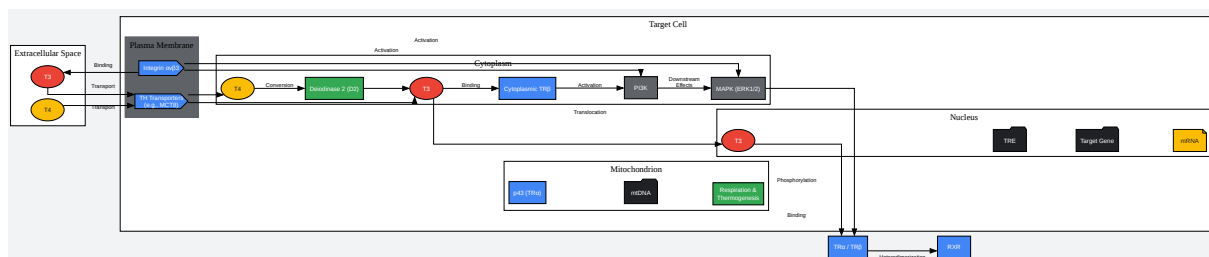 Target Cell
Activation
Plasma Membrane
Activation
Extracellular Space
Cytoplasm
Binding
Integrin αvβ3
T3
Transport
T4
Conversion
Deiodinase 2 (D2)
T3
Binding
Cytoplasmic TRβ
Activation
PI3K
Downstream
Effects
MAPK (ERK1/2)
TH Transporters
(e.g., MCT8)
T4
Transport
Translocation
Nucleus
T3
TRE
Target Gene
mRNA
Mitochondrion
p43 (TRα)
mtDNA
Respiration &
Thermogenesis
Phosphorylation
Binding
TRα / TRβ
RXR